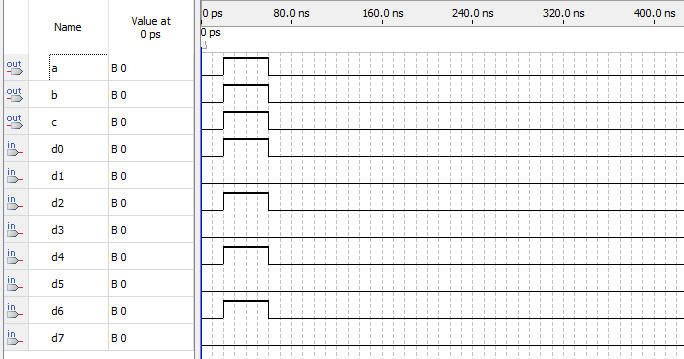 Name
Value at
0 ps
0 ps
80.0 ns
160.0 ns
240.0 ns
320.0 ns
400.0 ns
0 ps
out a B 0
out b B 0
out c B 0
in d0 B 0
in d1 B 0
in d2 B 0
in d3 B 0
in d4 B 0
in d5 B 0
in d6 B 0
in d7 B 0